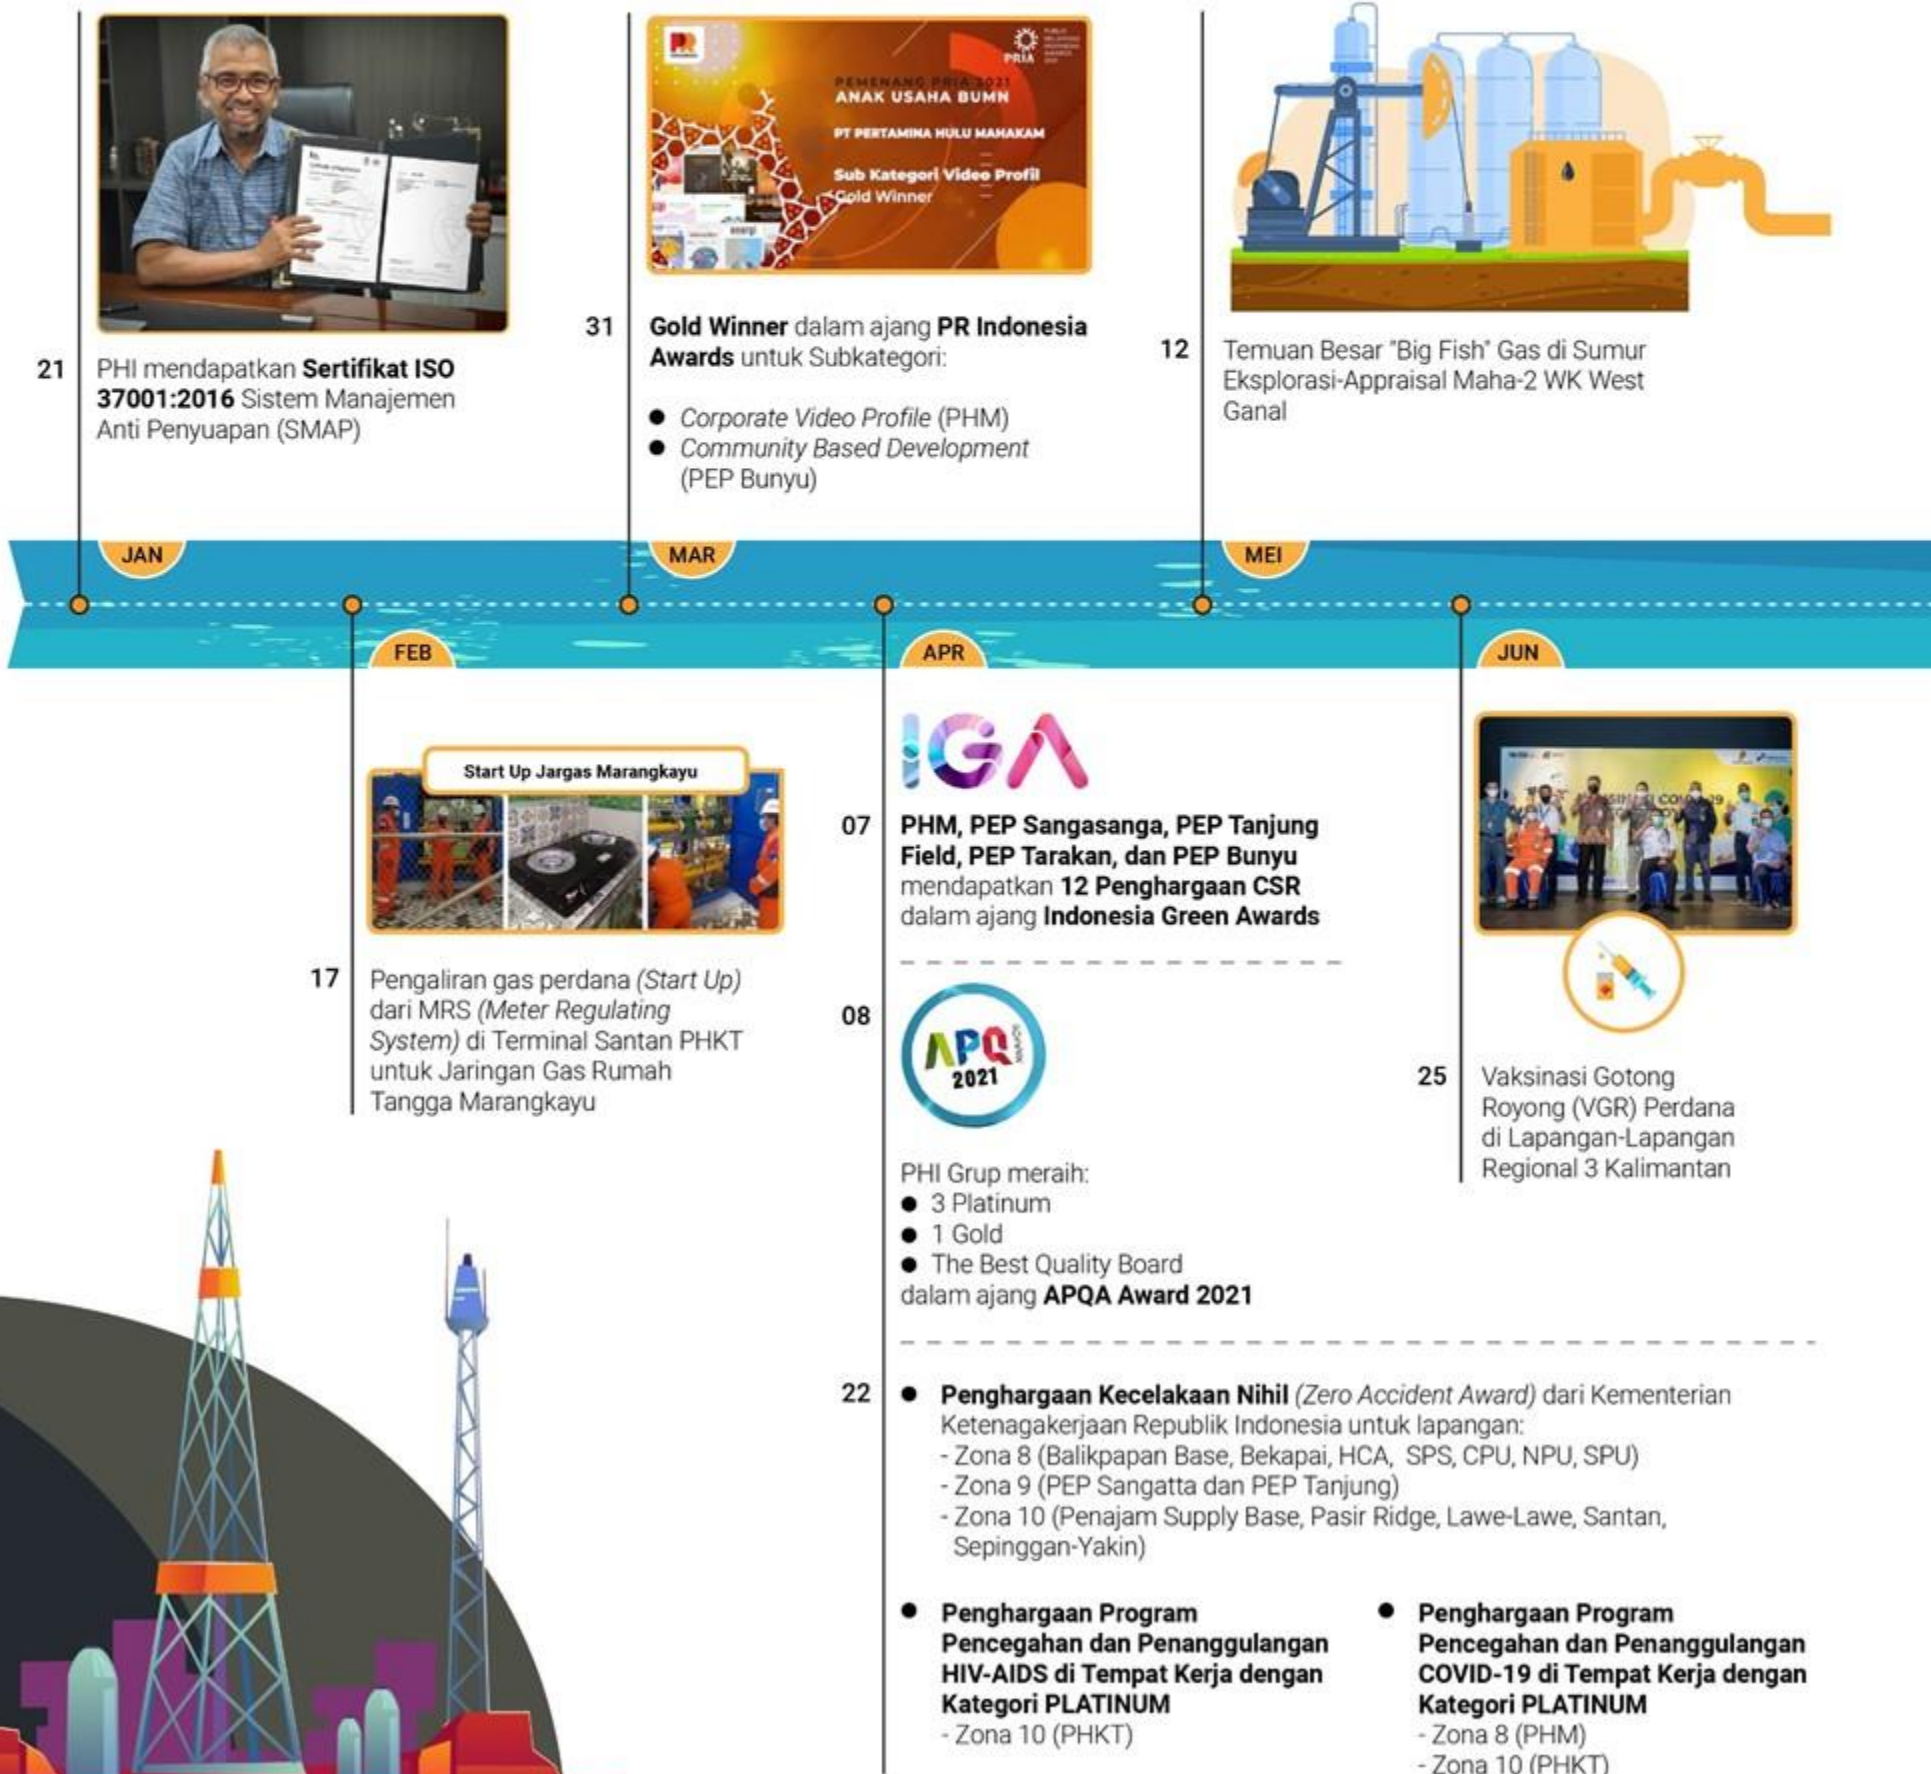 PRIA
PEMENANG PRIA 2021
ANAK USAHA BUMN
PT PERTAMINA HULU MAHAKAM
Sub Kategori Video Profil
Gold Winner
21
PHI mendapatkan Sertifikat ISO
37001:2016 Sistem Manajemen
Anti Penyuapan (SMAP)
31
Gold Winner dalam ajang PR Indonesia
Awards untuk Subkategori:
● Corporate Video Profile (PHM)
● Community Based Development
(PEP Bunyu)
12
Temuan Besar "Big Fish" Gas di Sumur
Eksplorasi-Appraisal Maha-2 WK West
Ganal
JAN
MAR
MEI
FEB
APR
JUN
Start Up Jargas Marangkayu
17
Pengaliran gas perdana (Start Up)
dari MRS (Meter Regulating
System) di Terminal Santan PHKT
untuk Jaringan Gas Rumah
Tangga Marangkayu
IGA
07
PHM, PEP Sangasanga, PEP Tanjung
Field, PEP Tarakan, dan PEP Bunyu
mendapatkan 12 Penghargaan CSR
dalam ajang Indonesia Green Awards
08
APQ
2021
PHI Grup meraih:
● 3 Platinum
● 1 Gold
● The Best Quality Board
dalam ajang APQA Award 2021
22
● Penghargaan Kecelakaan Nihil (Zero Accident Award) dari Kementerian
Ketenagakerjaan Republik Indonesia untuk lapangan:
- Zona 8 (Balikpapan Base, Bekapai, HCA, SPS, CPU, NPU, SPU)
- Zona 9 (PEP Sangatta dan PEP Tanjung)
- Zona 10 (Penajam Supply Base, Pasir Ridge, Lawe-Lawe, Santan,
Sepinggan-Yakin)
● Penghargaan Program
Pencegahan dan Penanggulangan
HIV-AIDS di Tempat Kerja dengan
Kategori PLATINUM
- Zona 10 (PHKT)
● Penghargaan Program
Pencegahan dan Penanggulangan
COVID-19 di Tempat Kerja dengan
Kategori PLATINUM
- Zona 8 (PHM)
- Zona 10 (PHKT)
25
Vaksinasi Gotong
Royong (VGR) Perdana
di Lapangan-Lapangan
Regional 3 Kalimantan